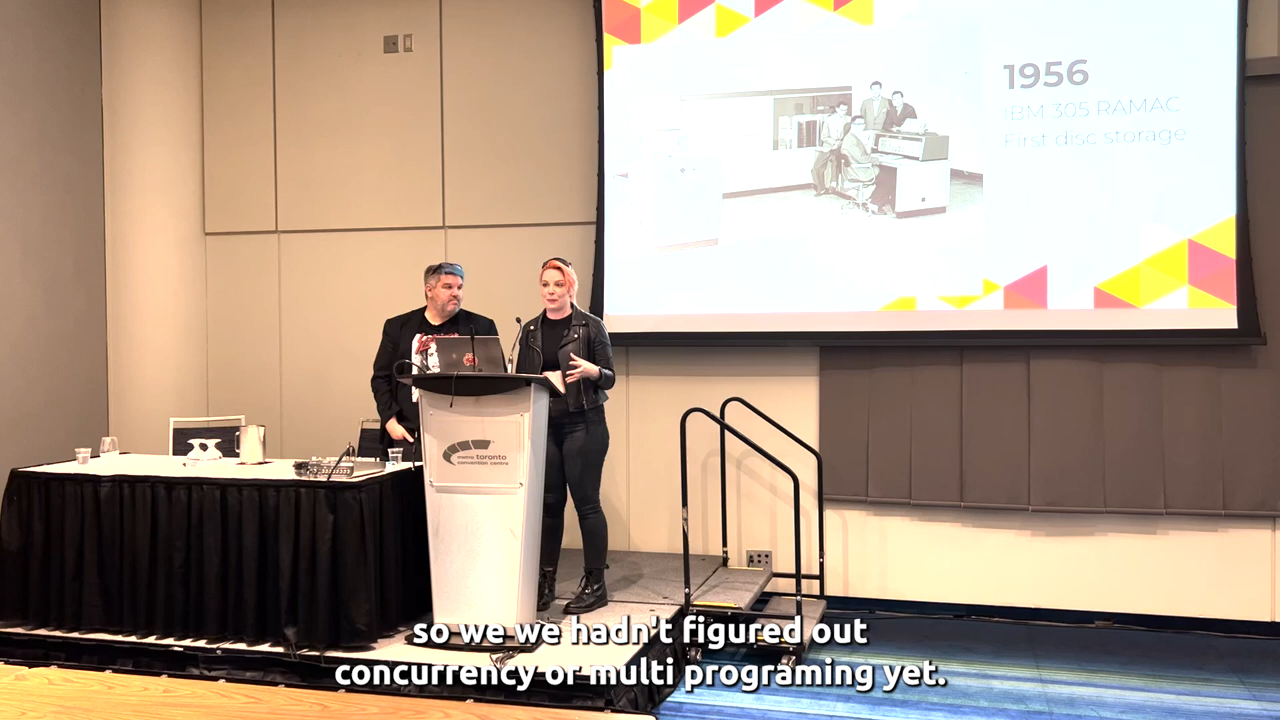 1956
IBM 305 RAMAC
First disc storage
metro toronto
convention centre
so we we hadn't figured out
concurrency or multi programing yet.